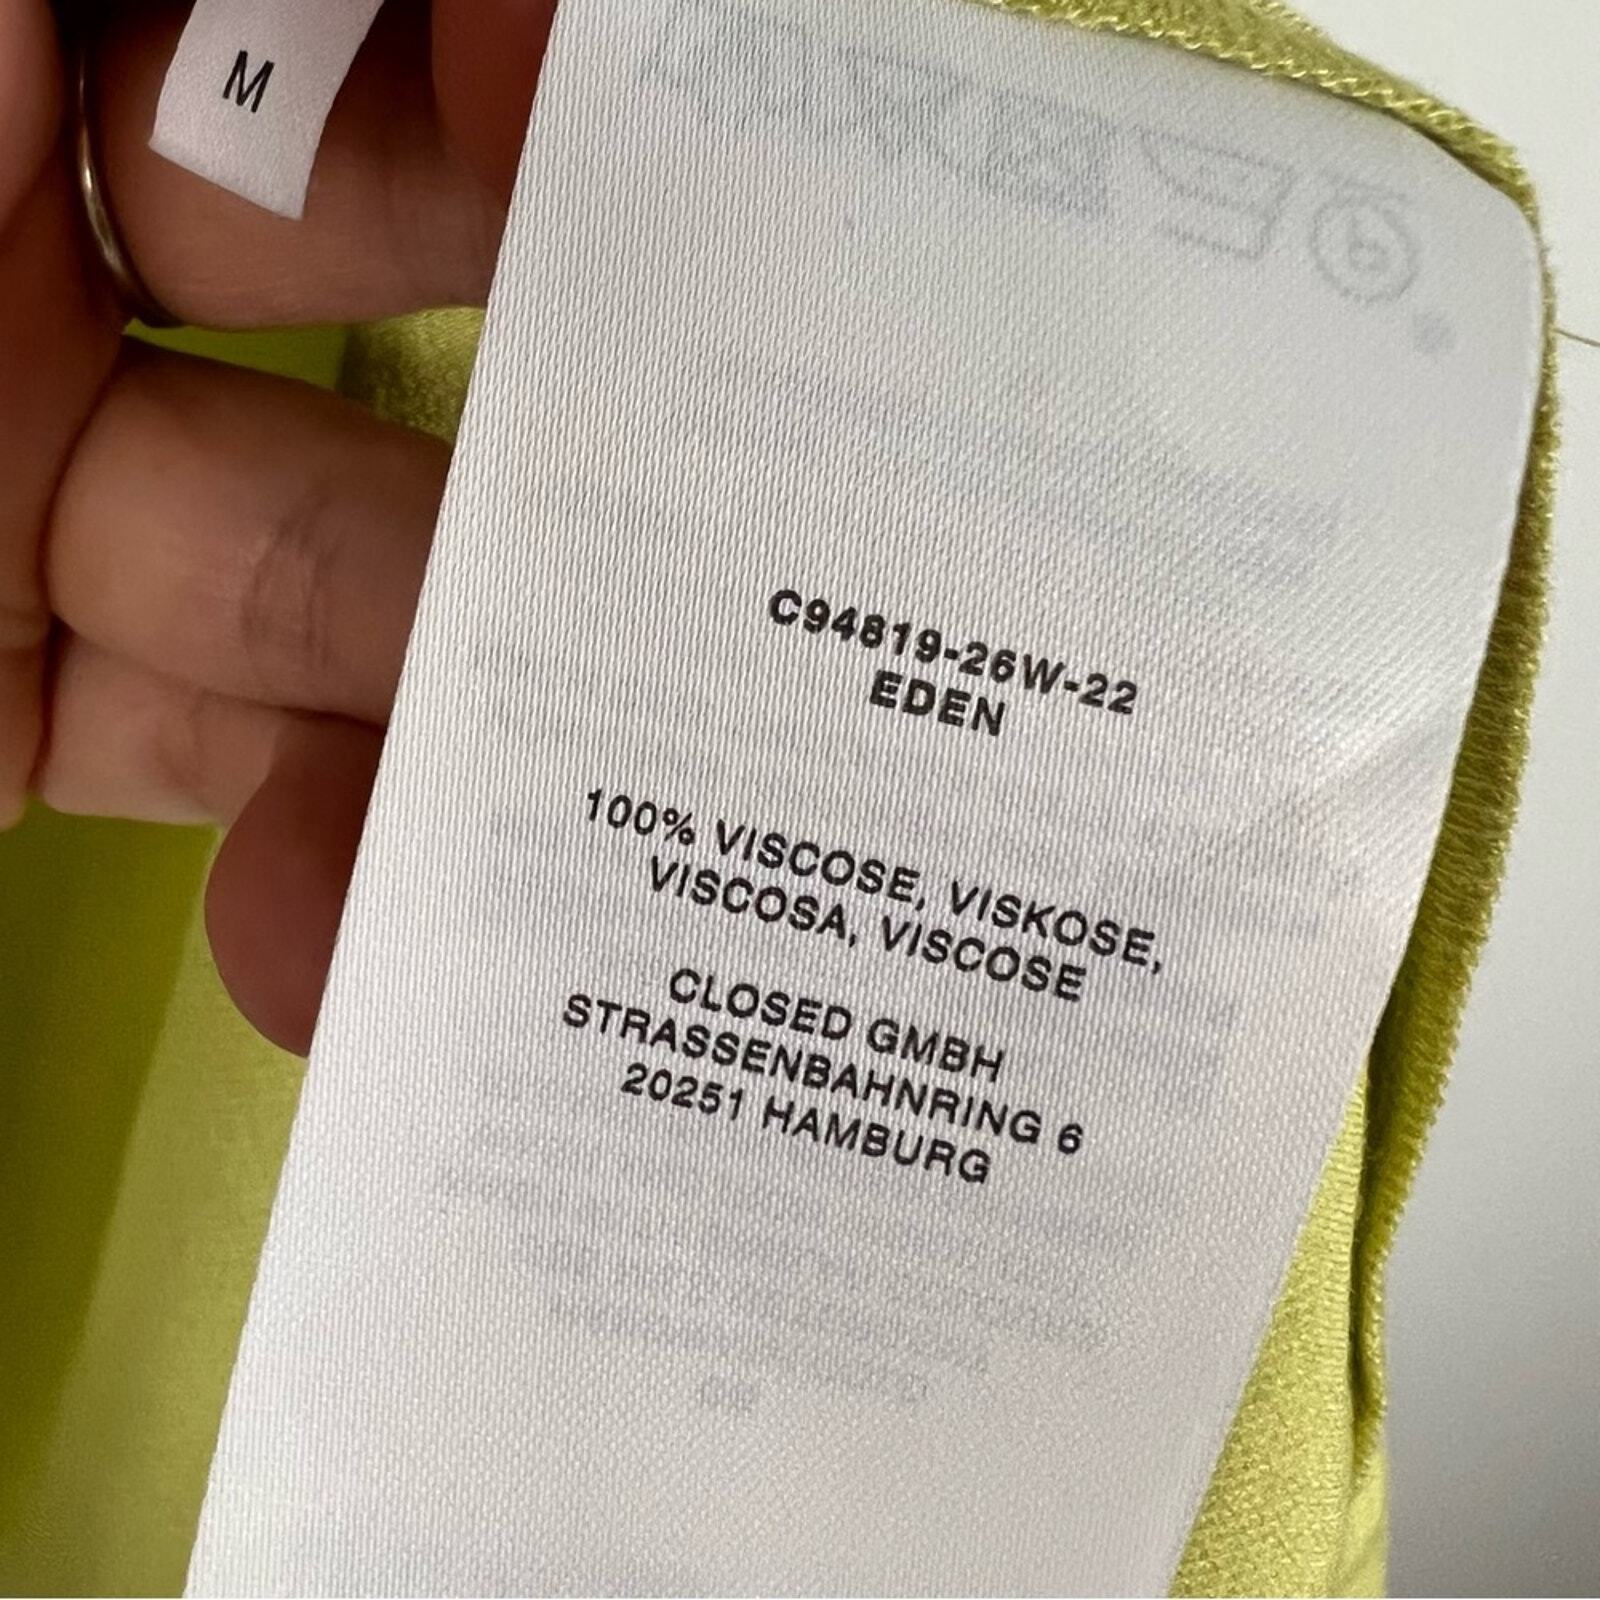 M
C94819-26W-22
EDEN
100% VISCOSE, VISKOSE,
VISCOSA, VISCOSE
CLOSED GMBH
STRASSENBAHNRING 6
20251 HAMBURG